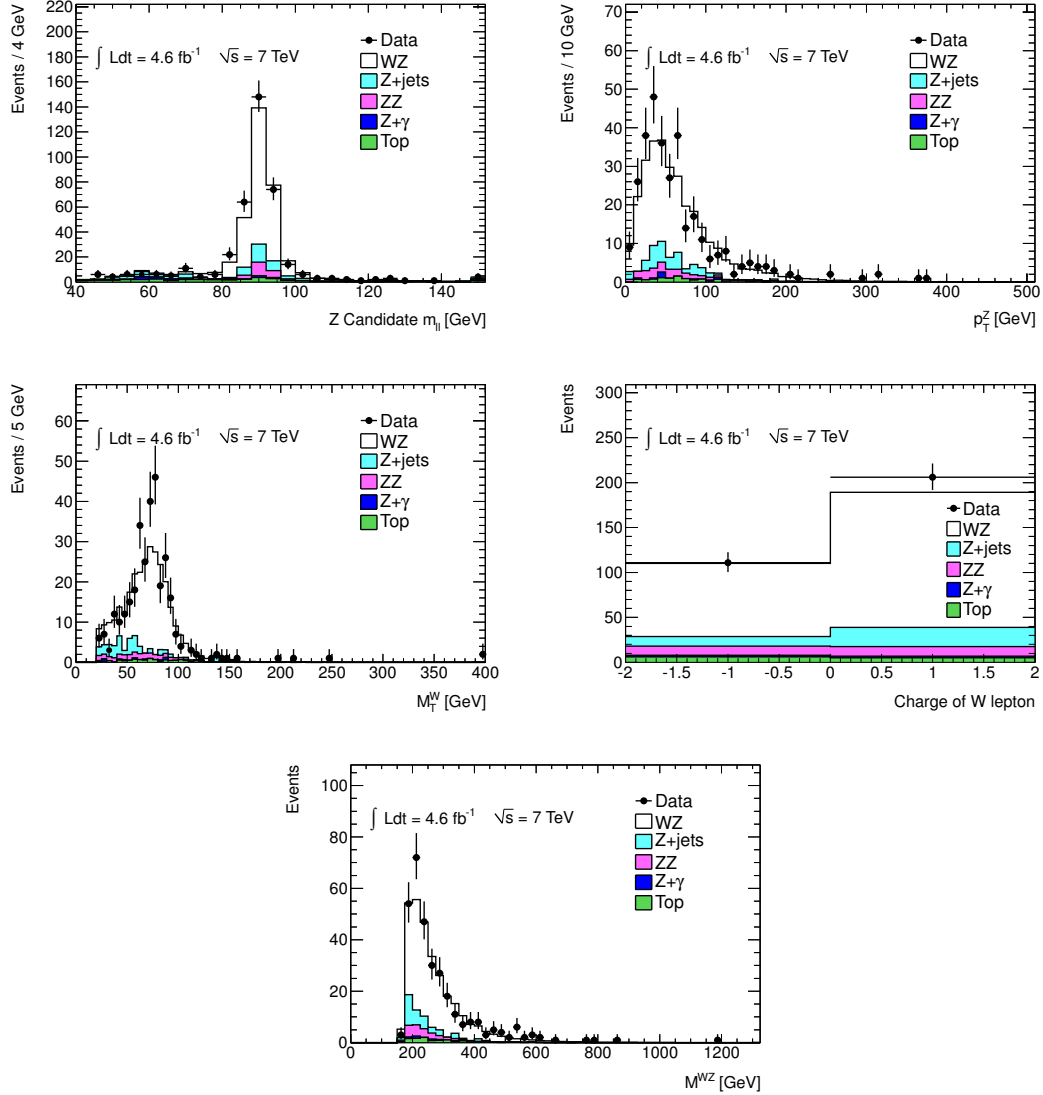 Events / 4 GeV
220
200
180
160
140
120
100
80
60
40
20
0
∫ Ldt = 4.6 fb⁻¹ √s = 7 TeV
Data
WZ
Z+jets
ZZ
Z+γ
Top
40 60 80 100 120 140
Z Candidate m_ll [GeV]
Events / 10 GeV
70
60
50
40
30
20
10
0
∫ Ldt = 4.6 fb⁻¹ √s = 7 TeV
Data
WZ
Z+jets
ZZ
Z+γ
Top
0 100 200 300 400 500
p_T^Z [GeV]
Events / 5 GeV
60
50
40
30
20
10
0
∫ Ldt = 4.6 fb⁻¹ √s = 7 TeV
Data
WZ
Z+jets
ZZ
Z+γ
Top
0 50 100 150 200 250 300 350 400
M_T^W [GeV]
Events
300
250
200
150
100
50
0
∫ Ldt = 4.6 fb⁻¹ √s = 7 TeV
Data
WZ
Z+jets
ZZ
Z+γ
Top
-2 -1.5 -1 -0.5 0 0.5 1 1.5 2
Charge of W lepton
Events
100
80
60
40
20
0
∫ Ldt = 4.6 fb⁻¹ √s = 7 TeV
Data
WZ
Z+jets
ZZ
Z+γ
Top
0 200 400 600 800 1000 1200
M^WZ [GeV]